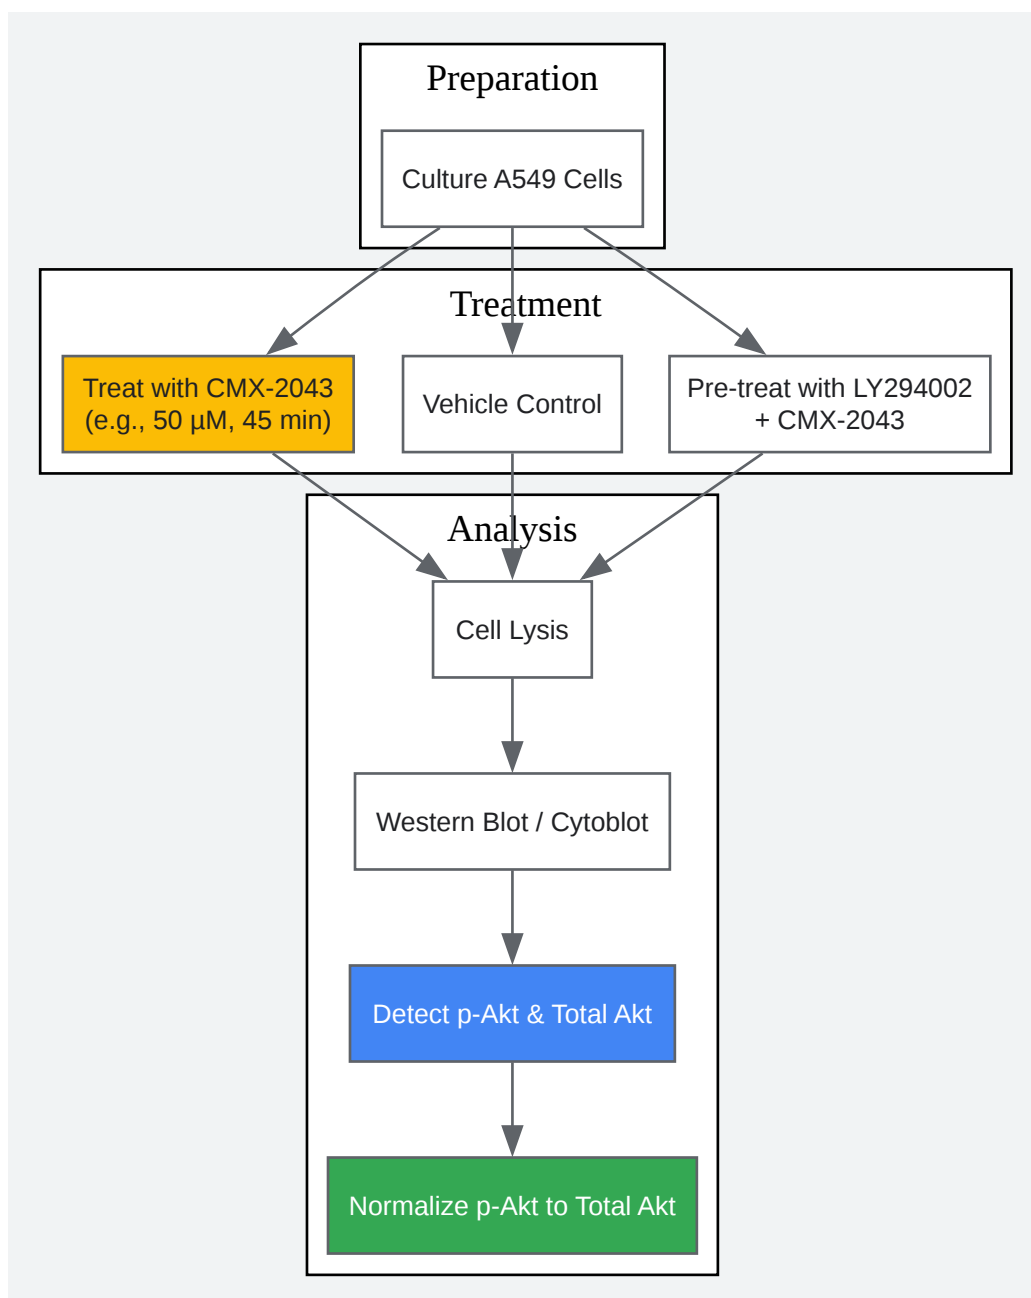 Preparation
Culture A549 Cells
Treatment
Treat with CMX-2043
(e.g., 50 µM, 45 min)
Vehicle Control
Pre-treat with LY294002
+ CMX-2043
Analysis
Cell Lysis
Western Blot / Cytoblot
Detect p-Akt & Total Akt
Normalize p-Akt to Total Akt